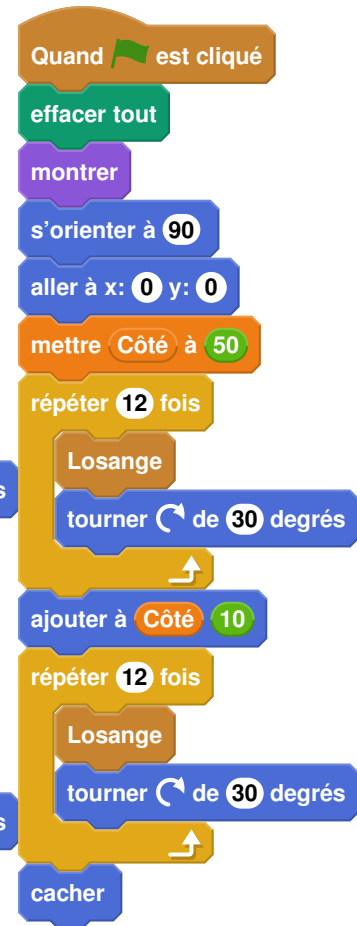 Quand est cliqué
effacer tout
montrer
s'orienter à 90
aller à x: 0 y: 0
mettre Côté à 50
répéter 12 fois
Losange
s
tourner de 30 degrés
ajouter à Côté 10
répéter 12 fois
Losange
tourner de 30 degrés
s
cacher